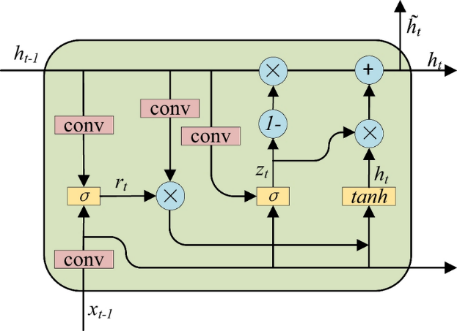 h̃ₜ
hₜ₋₁
hₜ
×
+
conv
conv
conv
1-
×
zₜ
rₜ
hₜ
σ
×
σ
tanh
conv
xₜ₋₁